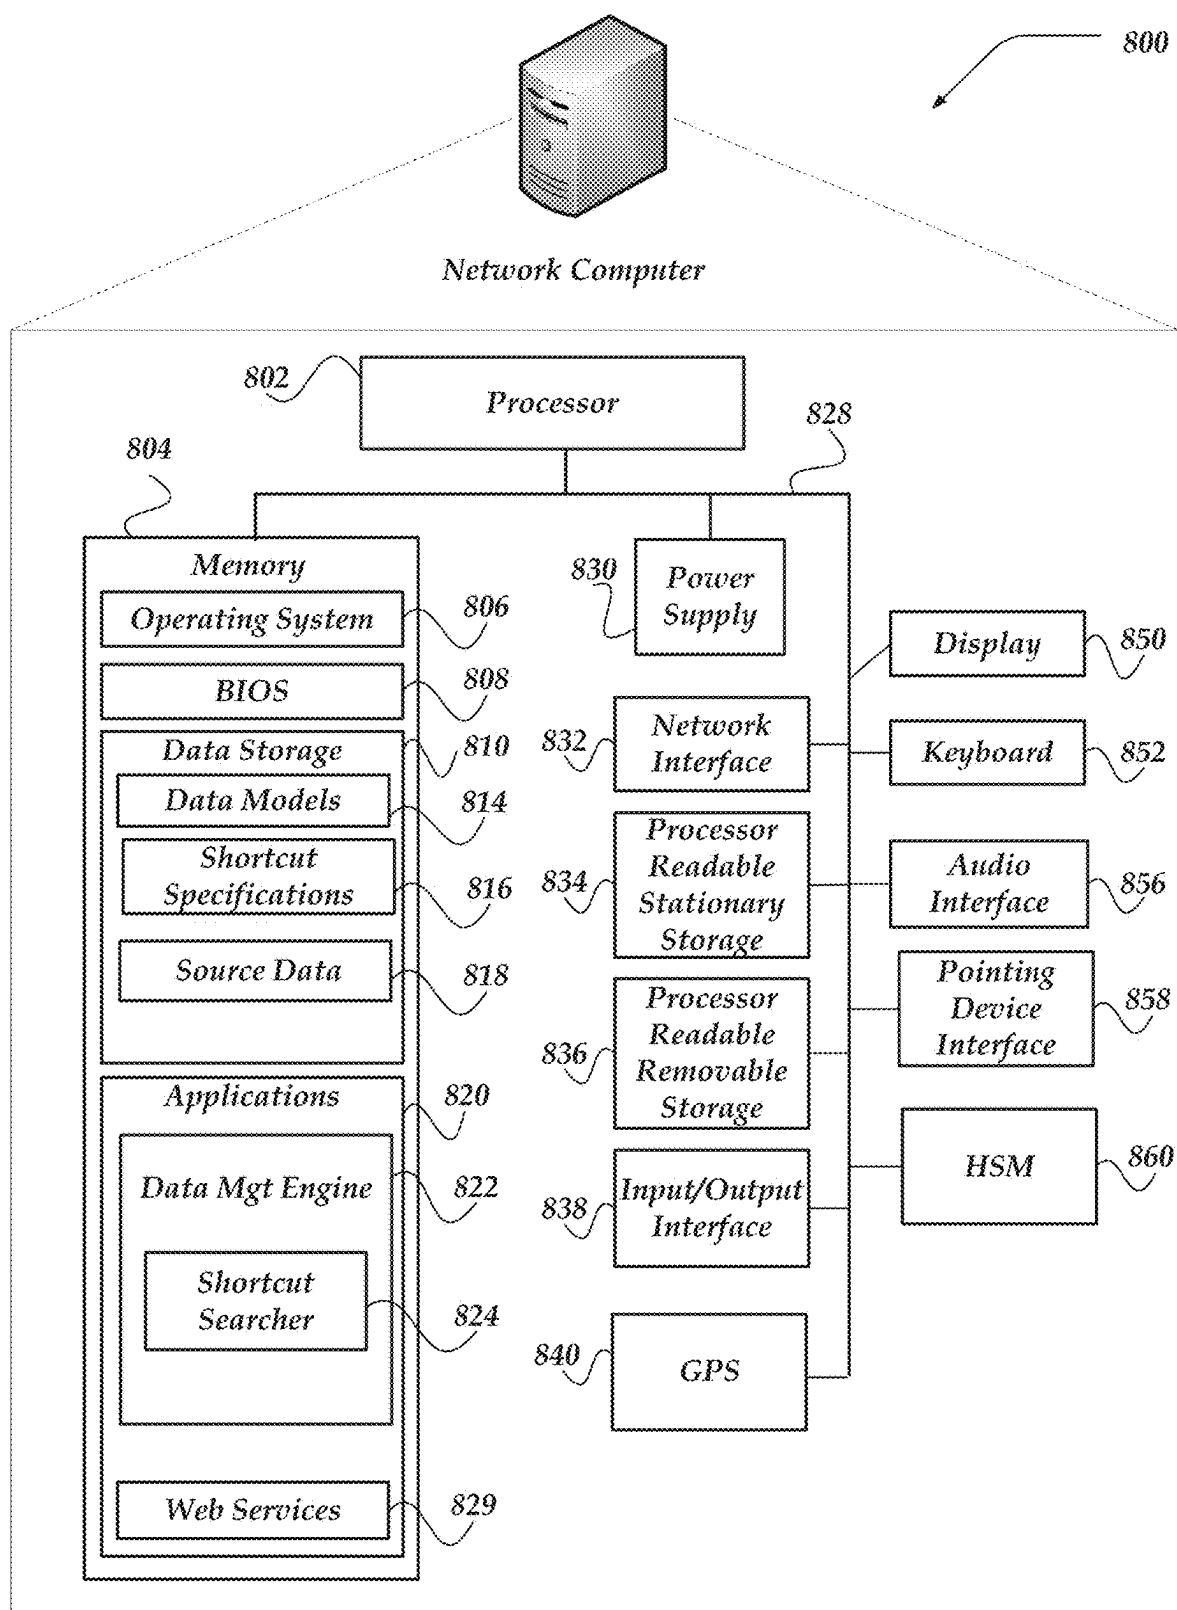 800
Network Computer
802
Processor
828
804
Memory
Operating System
806
BIOS
808
Data Storage
810
Data Models
814
Shortcut
Specifications
816
Source Data
818
Applications
820
Data Mgt Engine
822
Shortcut
Searcher
824
Web Services
829
830
Power
Supply
832
Network
Interface
834
Processor
Readable
Stationary
Storage
836
Processor
Readable
Removable
Storage
838
Input/Output
Interface
840
GPS
Display
850
Keyboard
852
Audio
Interface
856
Pointing
Device
Interface
858
HSM
860